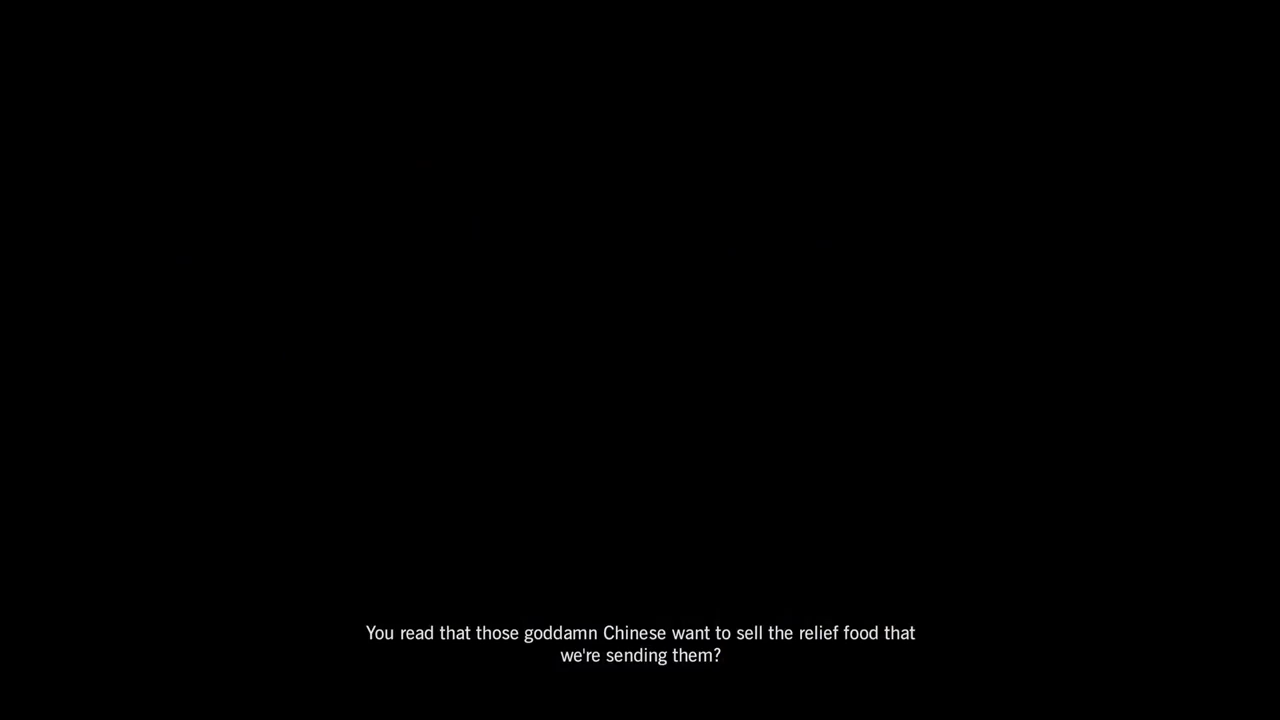 You read that those goddamn Chinese want to sell the relief food that
we're sending them?